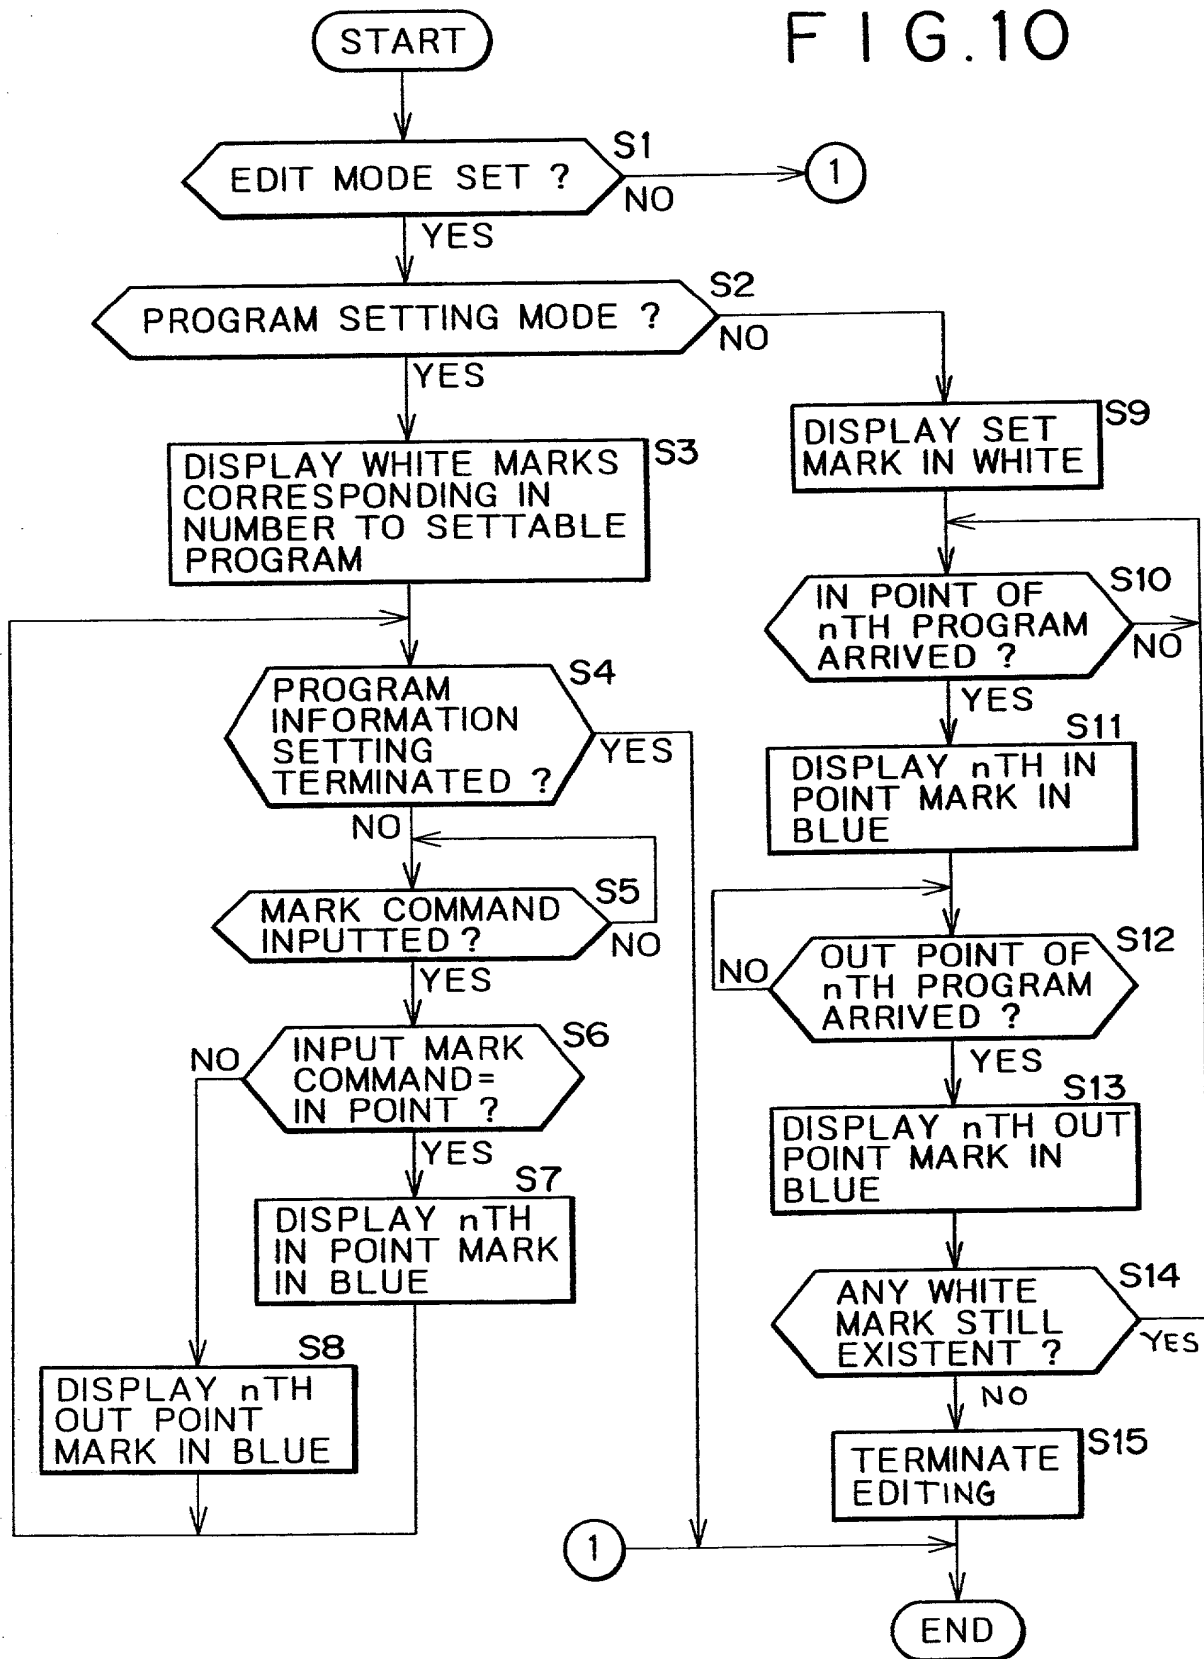 FIG.10
START
S1
EDIT MODE SET ?
NO
1
YES
S2
PROGRAM SETTING MODE ?
NO
YES
S3
DISPLAY WHITE MARKS
CORRESPONDING IN
NUMBER TO SETTABLE
PROGRAM
S4
PROGRAM
INFORMATION
SETTING
TERMINATED ?
YES
NO
S5
MARK COMMAND
INPUTTED ?
NO
YES
S6
INPUT MARK
COMMAND=
IN POINT ?
NO
YES
S7
DISPLAY nTH
IN POINT MARK
IN BLUE
S8
DISPLAY nTH
OUT POINT
MARK IN BLUE
S9
DISPLAY SET
MARK IN WHITE
S10
IN POINT OF
nTH PROGRAM
ARRIVED ?
NO
YES
S11
DISPLAY nTH IN
POINT MARK IN
BLUE
S12
OUT POINT OF
nTH PROGRAM
ARRIVED ?
NO
YES
S13
DISPLAY nTH OUT
POINT MARK IN
BLUE
S14
ANY WHITE
MARK STILL
EXISTENT ?
YES
NO
S15
TERMINATE
EDITING
1
END